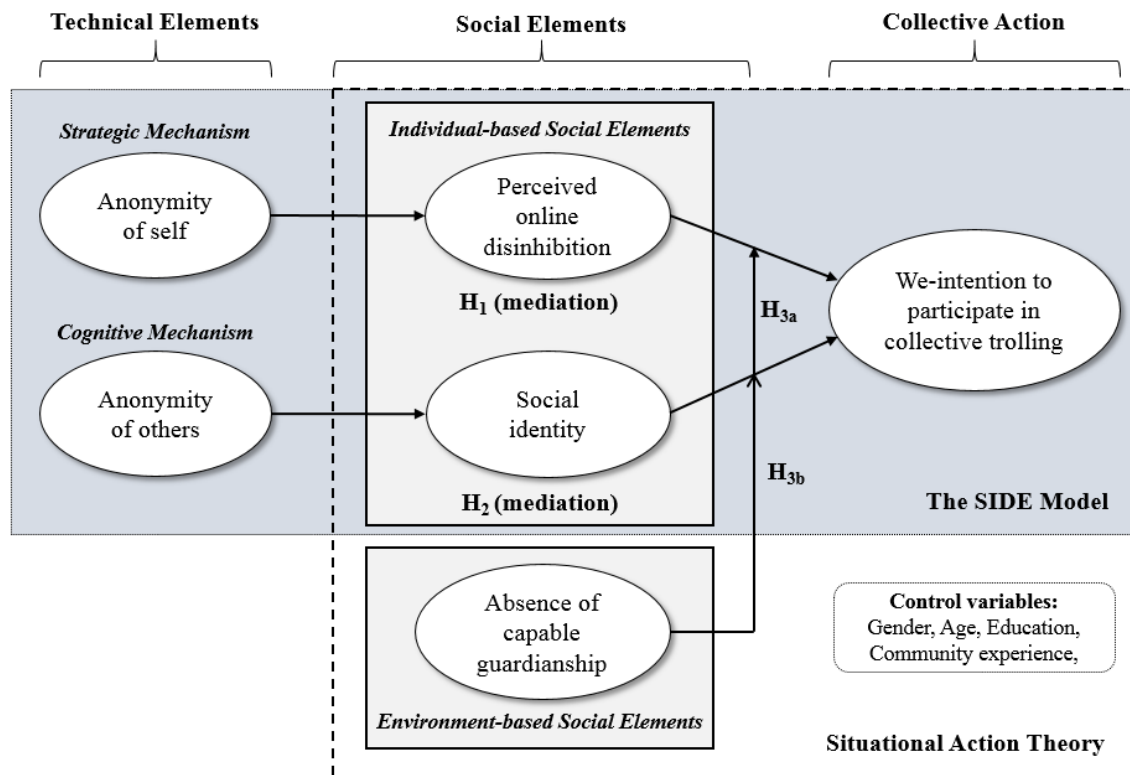 Technical Elements
Social Elements
Collective Action
Strategic Mechanism
Individual-based Social Elements
Anonymity
of self
Perceived
online
disinhibition
H1 (mediation)
We-intention to
participate in
collective trolling
H3a
Cognitive Mechanism
Anonymity
of others
Social
identity
H2 (mediation)
H3b
The SIDE Model
Absence of
capable
guardianship
Environment-based Social Elements
Control variables:
Gender, Age, Education,
Community experience,
Situational Action Theory